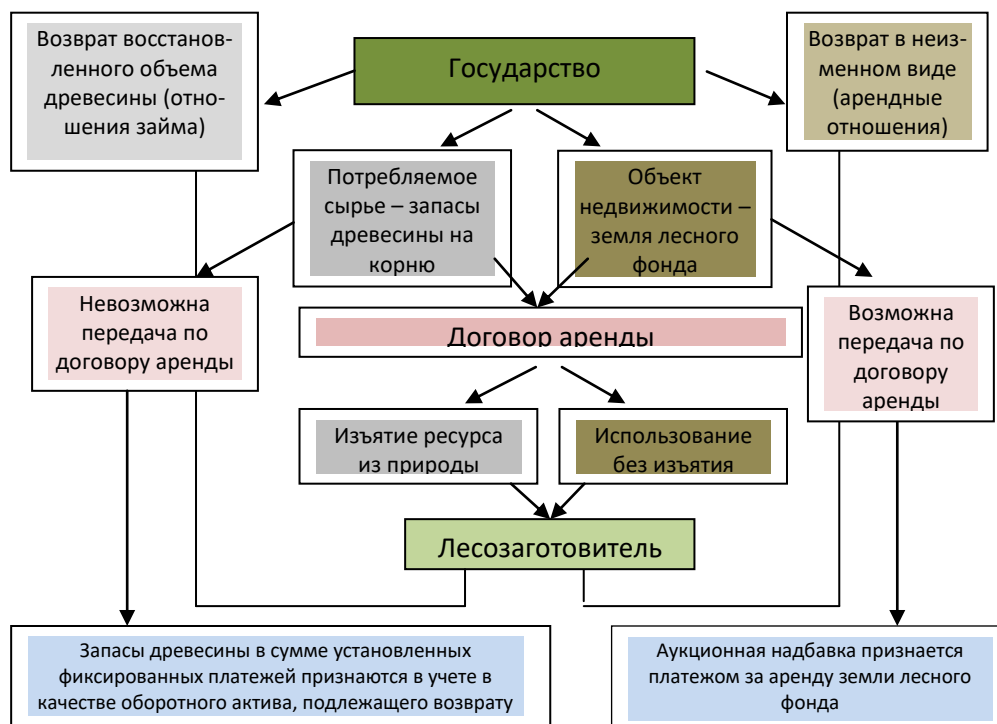 Возврат восстанов-
ленного объема
древесины (отно-
шения займа)
Государство
Возврат в неиз-
менном виде
(арендные
отношения)
Потребляемое
сырье – запасы
древесины на
корню
Объект
недвижимости –
земля лесного
фонда
Невозможна
передача по
договору аренды
Договор аренды
Возможна
передача по
договору
аренды
Изъятие ресурса
из природы
Использование
без изъятия
Лесозаготовитель
Запасы древесины в сумме установленных
фиксированных платежей признаются в учете в
качестве оборотного актива, подлежащего возврату
Аукционная надбавка признается
платежом за аренду земли лесного
фонда